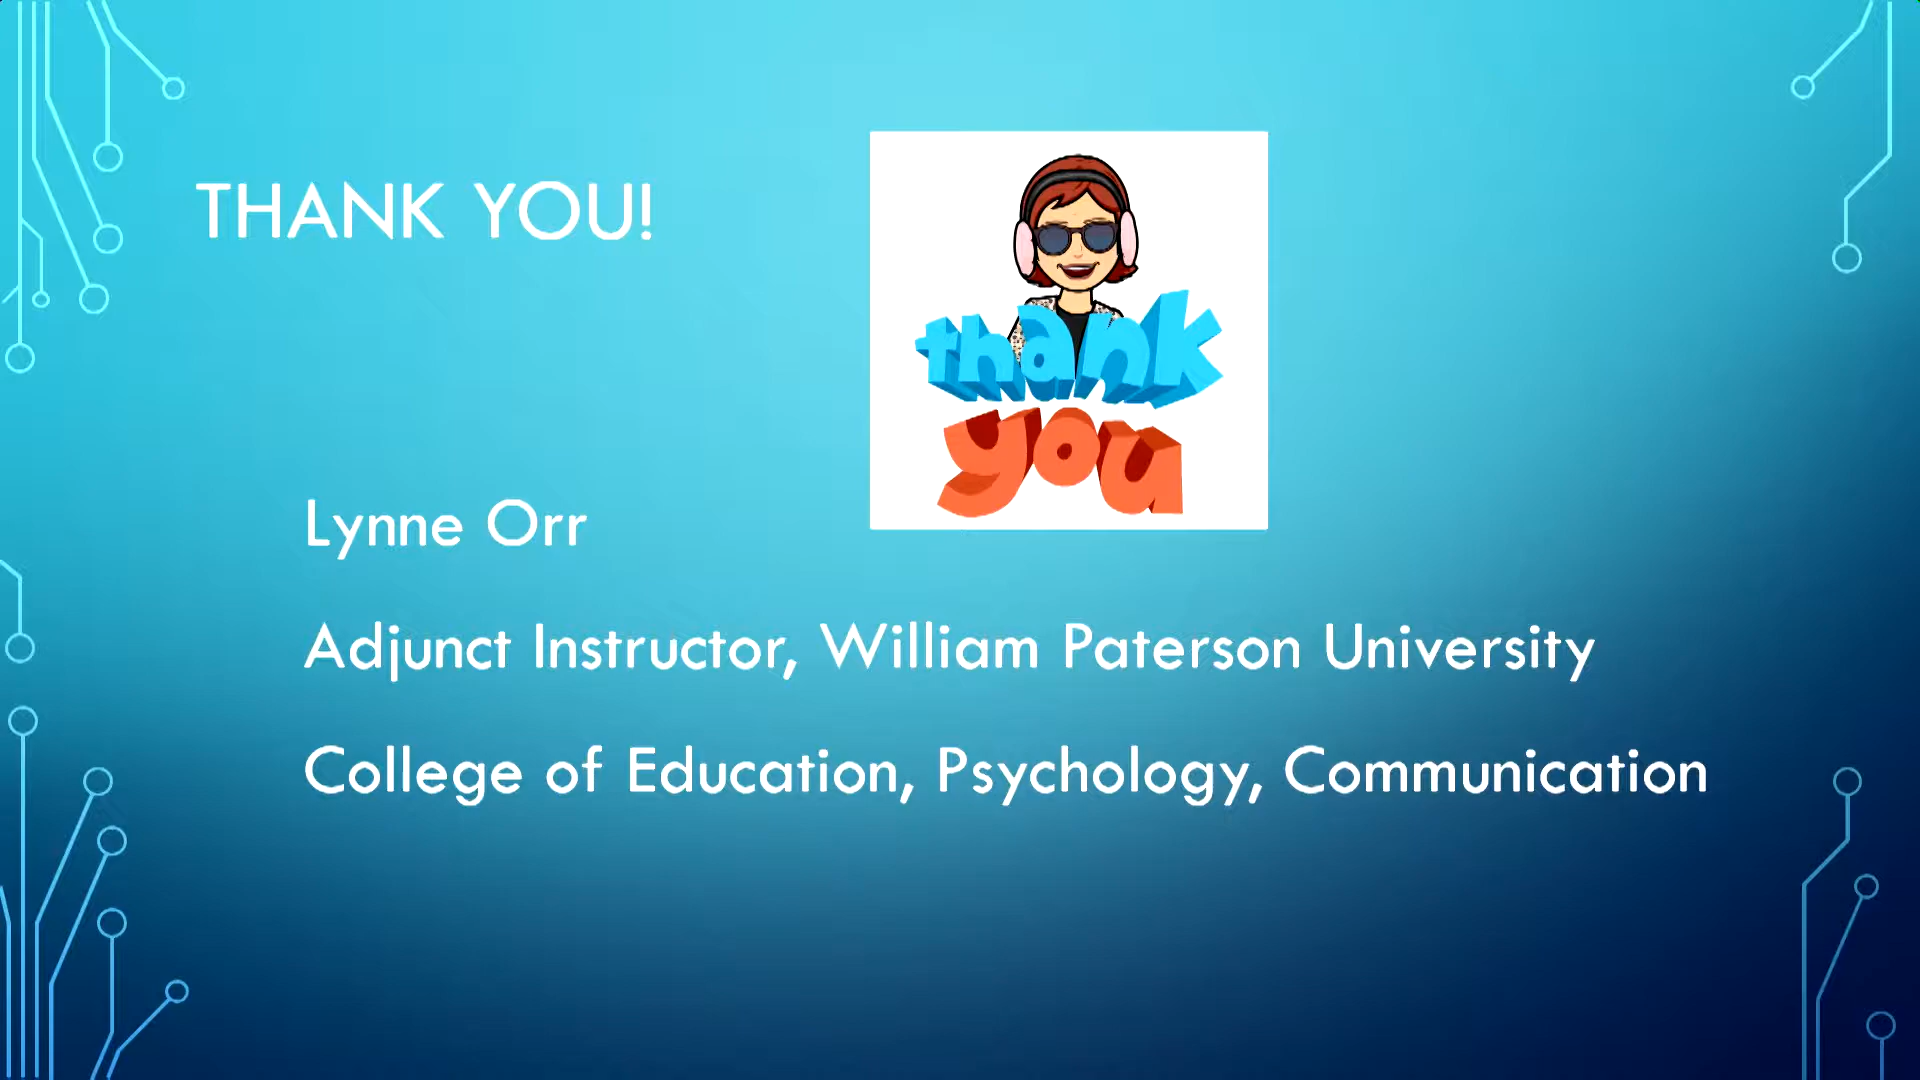 THANK YOU!
thank
you
Lynne Orr
Adjunct Instructor, William Paterson University
College of Education, Psychology, Communication